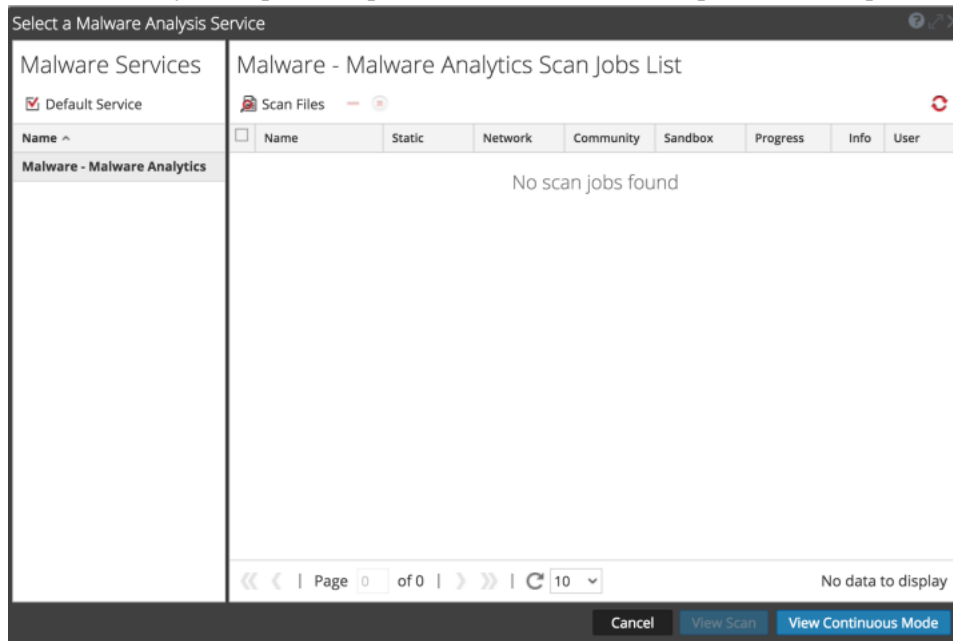 Select a Malware Analysis Service
Malware Services
Default Service
Name
Malware - Malware Analytics
Malware - Malware Analytics Scan Jobs List
Scan Files
Name Static Network Community Sandbox Progress Info User
No scan jobs found
Page 0 of 0 | 10 No data to display
Cancel View Scan View Continuous Mode